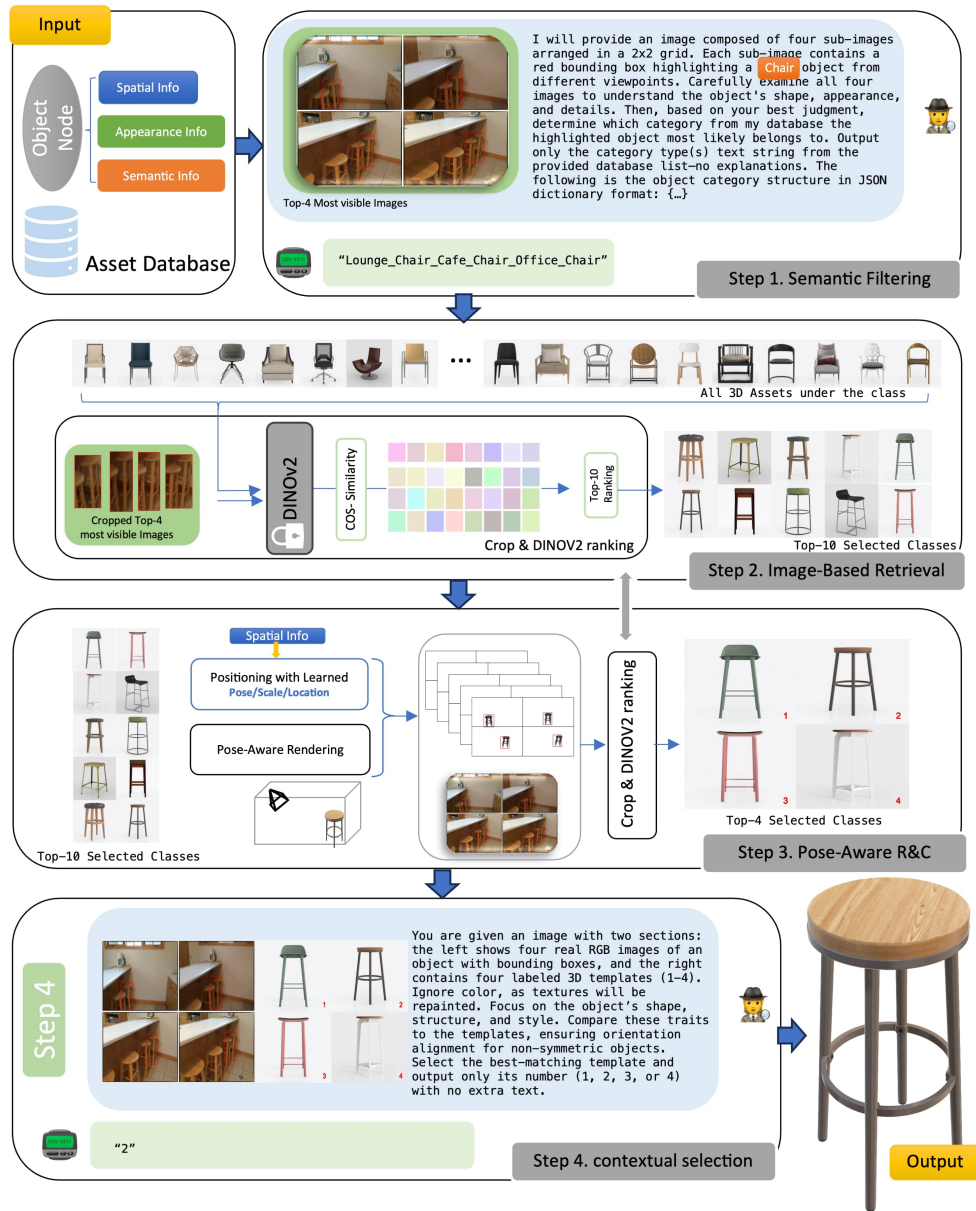 Input
Object
Node
Spatial Info
Appearance Info
Semantic Info
Asset Database
Top-4 Most visible Images
I will provide an image composed of four sub-images
arranged in a 2x2 grid. Each sub-image contains a
red bounding box highlighting a Chair object from
different viewpoints. Carefully examine all four
images to understand the object's shape, appearance,
and details. Then, based on your best judgment,
determine which category from my database the
highlighted object most likely belongs to. Output
only the category type(s) text string from the
provided database list—no explanations. The
following is the object category structure in JSON
dictionary format: {…}
“Lounge_Chair_Cafe_Chair_Office_Chair”
Step 1. Semantic Filtering
...
All 3D Assets under the class
Cropped Top-4
most visible Images
DINOv2
COS- Similarity
Top-10
Ranking
Crop & DINOV2 ranking
Top-10 Selected Classes
Step 2. Image-Based Retrieval
Spatial Info
Positioning with Learned
Pose/Scale/Location
Pose-Aware Rendering
Top-10 Selected Classes
Crop & DINOV2 ranking
1
2
3
4
Top-4 Selected Classes
Step 3. Pose-Aware R&C
Step 4
1
2
3
4
You are given an image with two sections:
the left shows four real RGB images of an
object with bounding boxes, and the right
contains four labeled 3D templates (1–4).
Ignore color, as textures will be
repainted. Focus on the object’s shape,
structure, and style. Compare these traits
to the templates, ensuring orientation
alignment for non-symmetric objects.
Select the best-matching template and
output only its number (1, 2, 3, or 4)
with no extra text.
“2”
Step 4. contextual selection
Output